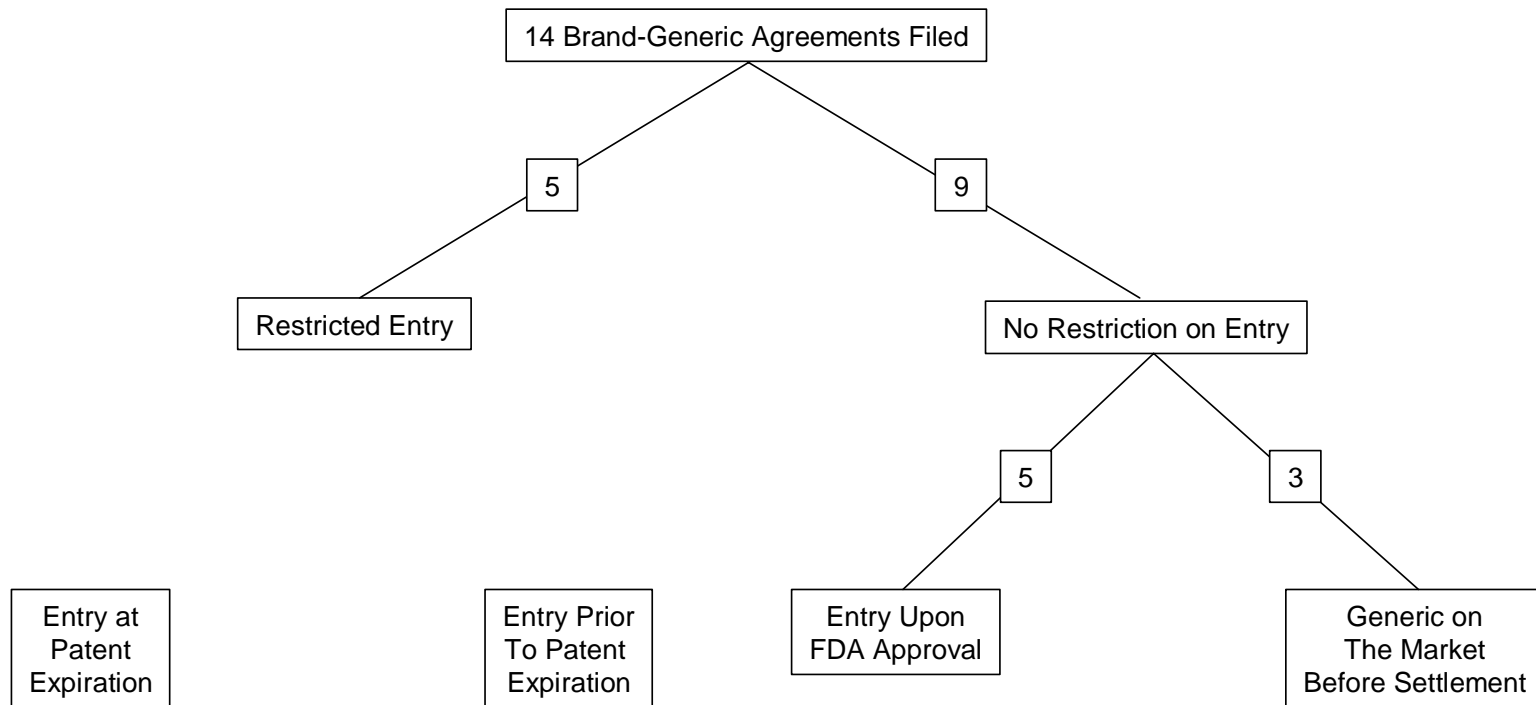 14 Brand-Generic Agreements Filed
5
9
Restricted Entry
No Restriction on Entry
5
3
Entry at
Patent
Expiration
Entry Prior
To Patent
Expiration
Entry Upon
FDA Approval
Generic on
The Market
Before Settlement